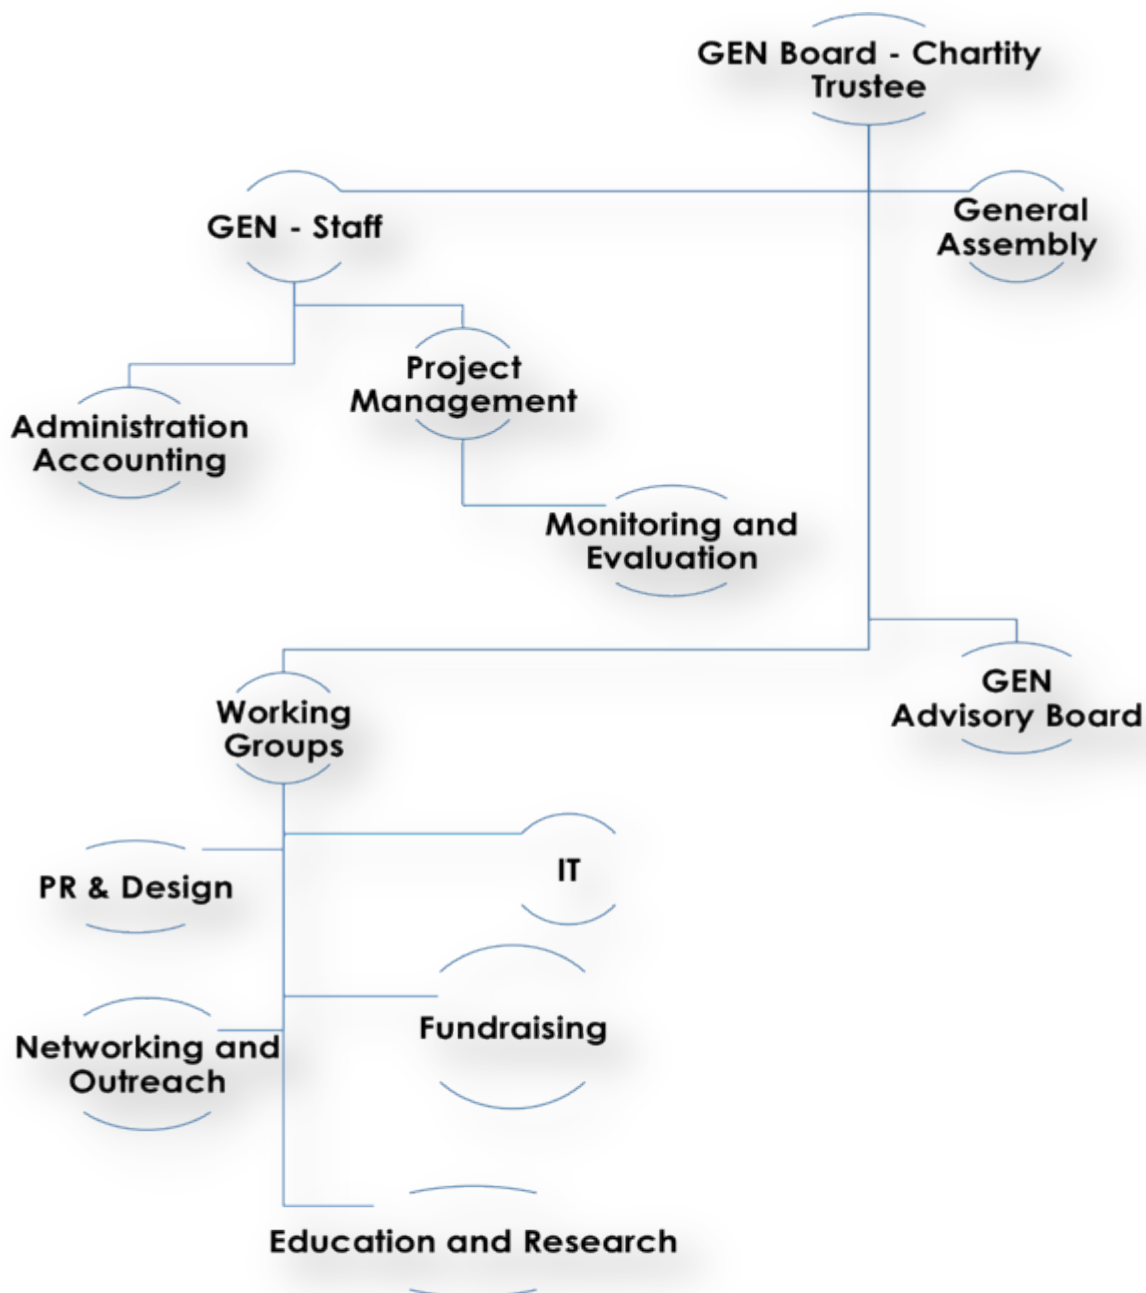 GEN Board - Chartity
Trustee
GEN - Staff
General
Assembly
Project
Management
Administration
Accounting
Monitoring and
Evaluation
GEN
Advisory Board
Working
Groups
IT
PR & Design
Fundraising
Networking and
Outreach
Education and Research